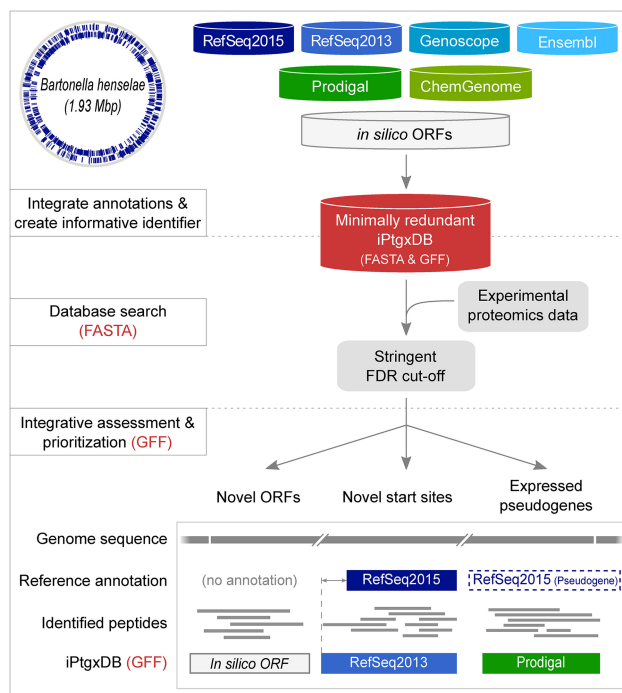 RefSeq2015
RefSeq2013
Genoscope
Ensembl
Bartonella henselae
(1.93 Mbp)
Prodigal
ChemGenome
in silico ORFs
Integrate annotations &
create informative identifier
Minimally redundant
iPtgxDB
(FASTA & GFF)
Database search
(FASTA)
Experimental
proteomics data
Stringent
FDR cut-off
Integrative assessment &
prioritization (GFF)
Novel ORFs
Novel start sites
Expressed
pseudogenes
Genome sequence
Reference annotation
(no annotation)
RefSeq2015
RefSeq2015 (Pseudogene)
Identified peptides
iPtgxDB (GFF)
In silico ORF
RefSeq2013
Prodigal